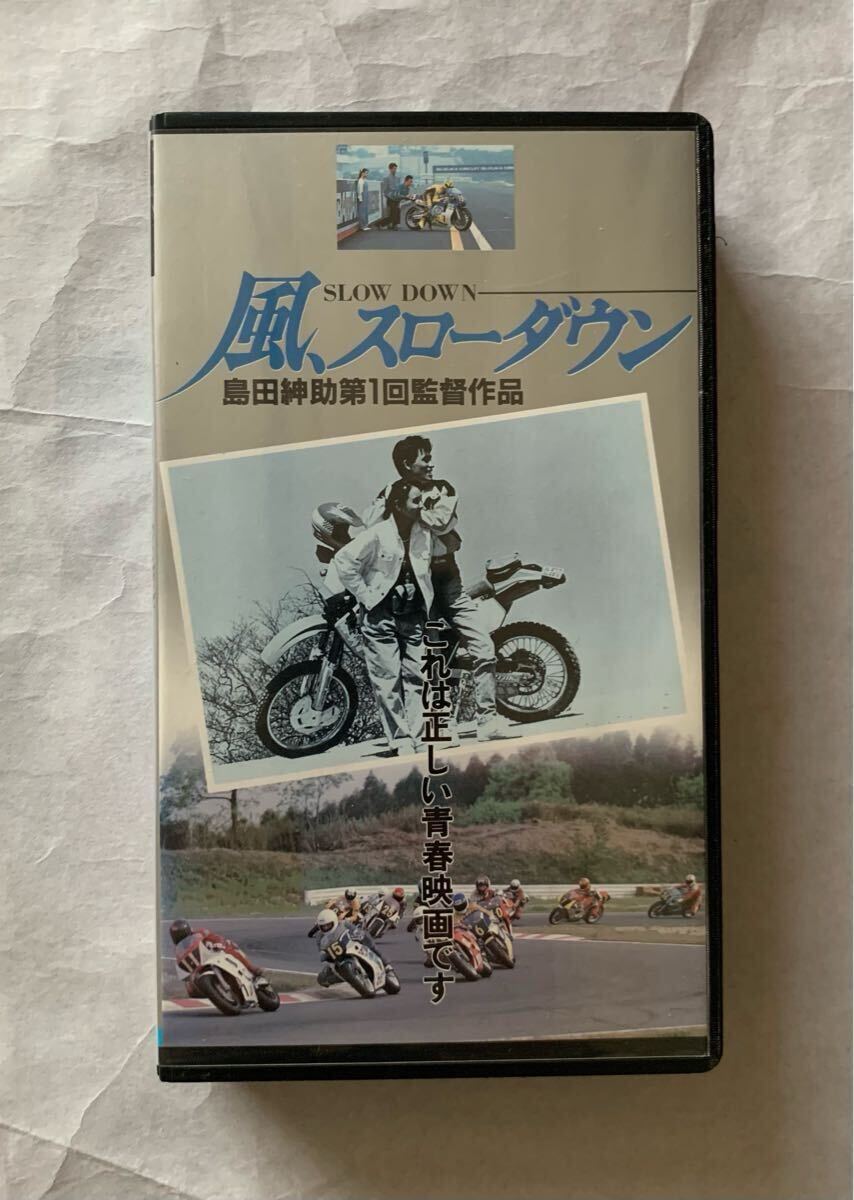 SLOW DOWN
風、スローダウン
島田紳助第1回監督作品
これは正しい青春映画です
15